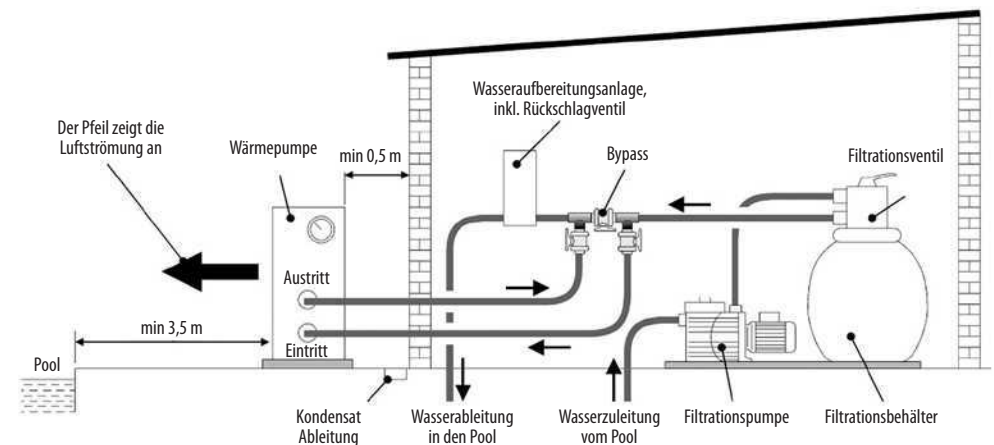 Wasseraufbereitungsanlage,
inkl. Rückschlagventil
Der Pfeil zeigt die
Luftströmung an
Wärmepumpe
min 0,5 m
Bypass
Filtrationsventil
Austritt
min 3,5 m
Eintritt
Pool
Kondensat
Ableitung
Wasserableitung
in den Pool
Wasserzuleitung
vom Pool
Filtrationspumpe
Filtrationsbehälter